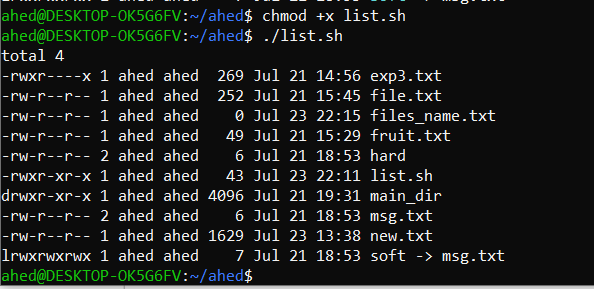 ahed@DESKTOP-OK5G6FV:~/ahed$ chmod +x list.sh
ahed@DESKTOP-OK5G6FV:~/ahed$ ./list.sh
total 4
-rwxr----x 1 ahed ahed  269 Jul 21 14:56 exp3.txt
-rw-r--r-- 1 ahed ahed  252 Jul 21 15:45 file.txt
-rw-r--r-- 1 ahed ahed    0 Jul 23 22:15 files_name.txt
-rw-r--r-- 1 ahed ahed   49 Jul 21 15:29 fruit.txt
-rw-r--r-- 2 ahed ahed    6 Jul 21 18:53 hard
-rwxr-xr-x 1 ahed ahed   43 Jul 23 22:11 list.sh
drwxr-xr-x 2 ahed ahed 4096 Jul 21 19:31 main_dir
-rw-r--r-- 2 ahed ahed    6 Jul 21 18:53 msg.txt
-rw-r--r-- 1 ahed ahed 1629 Jul 23 13:38 new.txt
lrwxrwxrwx 1 ahed ahed    7 Jul 21 18:53 soft -> msg.txt
ahed@DESKTOP-OK5G6FV:~/ahed$